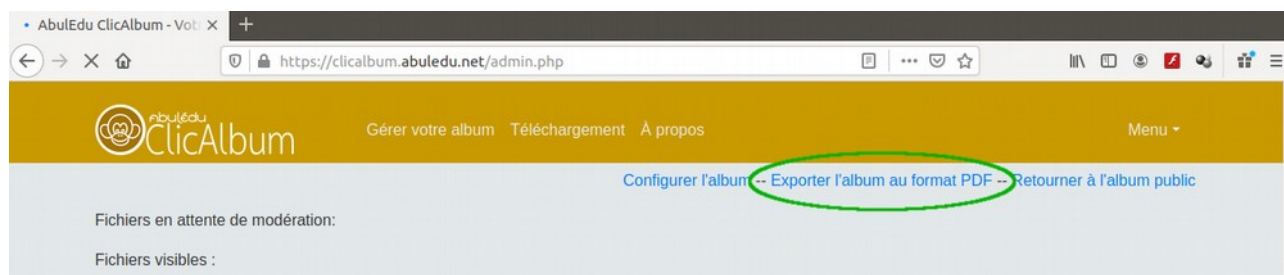 AbulEdu ClicAlbum - Vot
https://clicalbum.abuledu.net/admin.php
abulédu
ClicAlbum
Gérer votre album Téléchargement À propos
Menu
Configurer l'album -- Exporter l'album au format PDF -- Retourner à l'album public
Fichiers en attente de modération:
Fichiers visibles :